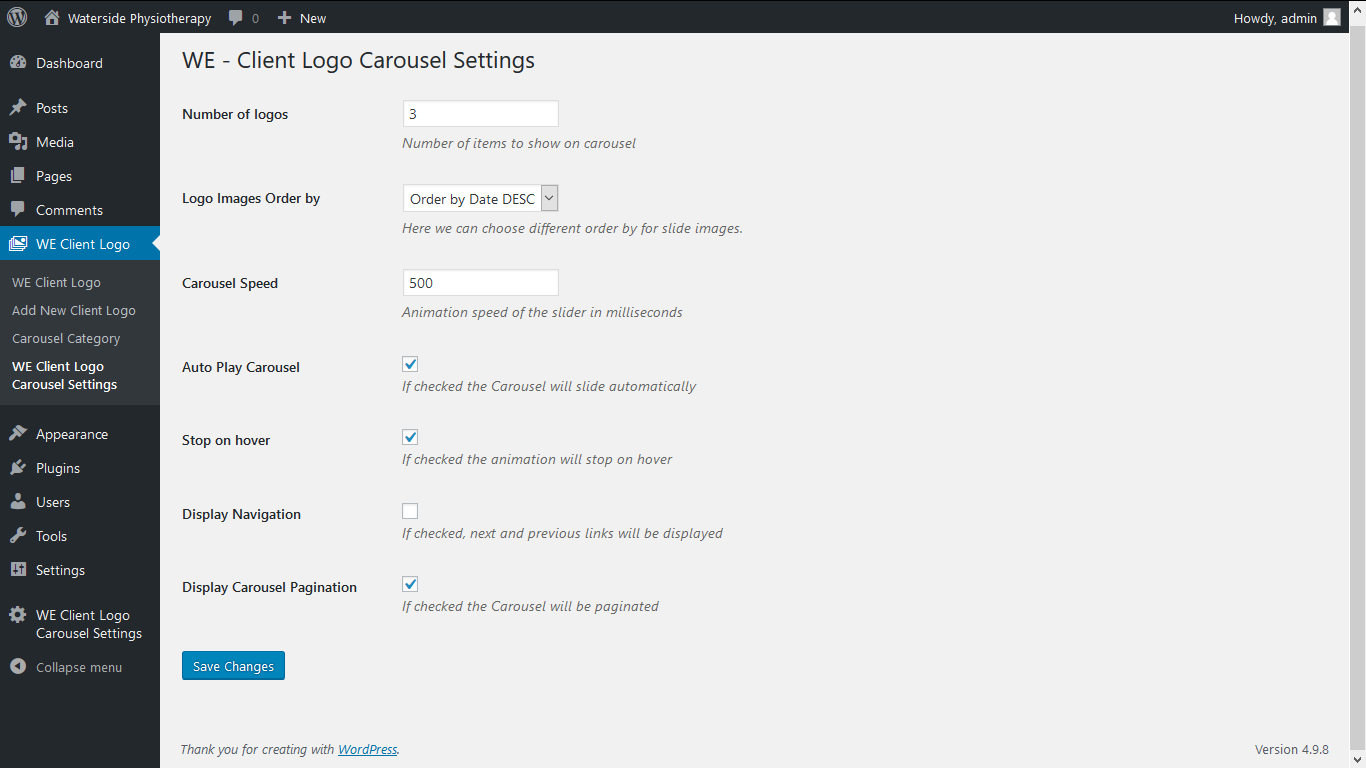 Waterside Physiotherapy 0 New Howdy, admin
Dashboard
Posts
Media
Pages
Comments
WE Client Logo
WE Client Logo
Add New Client Logo
Carousel Category
WE Client Logo
Carousel Settings
Appearance
Plugins
Users
Tools
Settings
WE Client Logo
Carousel Settings
Collapse menu
WE - Client Logo Carousel Settings
Number of logos
3
Number of items to show on carousel
Logo Images Order by
Order by Date DESC
Here we can choose different order by for slide images.
Carousel Speed
500
Animation speed of the slider in milliseconds
Auto Play Carousel
If checked the Carousel will slide automatically
Stop on hover
If checked the animation will stop on hover
Display Navigation
If checked, next and previous links will be displayed
Display Carousel Pagination
If checked the Carousel will be paginated
Save Changes
Thank you for creating with WordPress.
Version 4.9.8